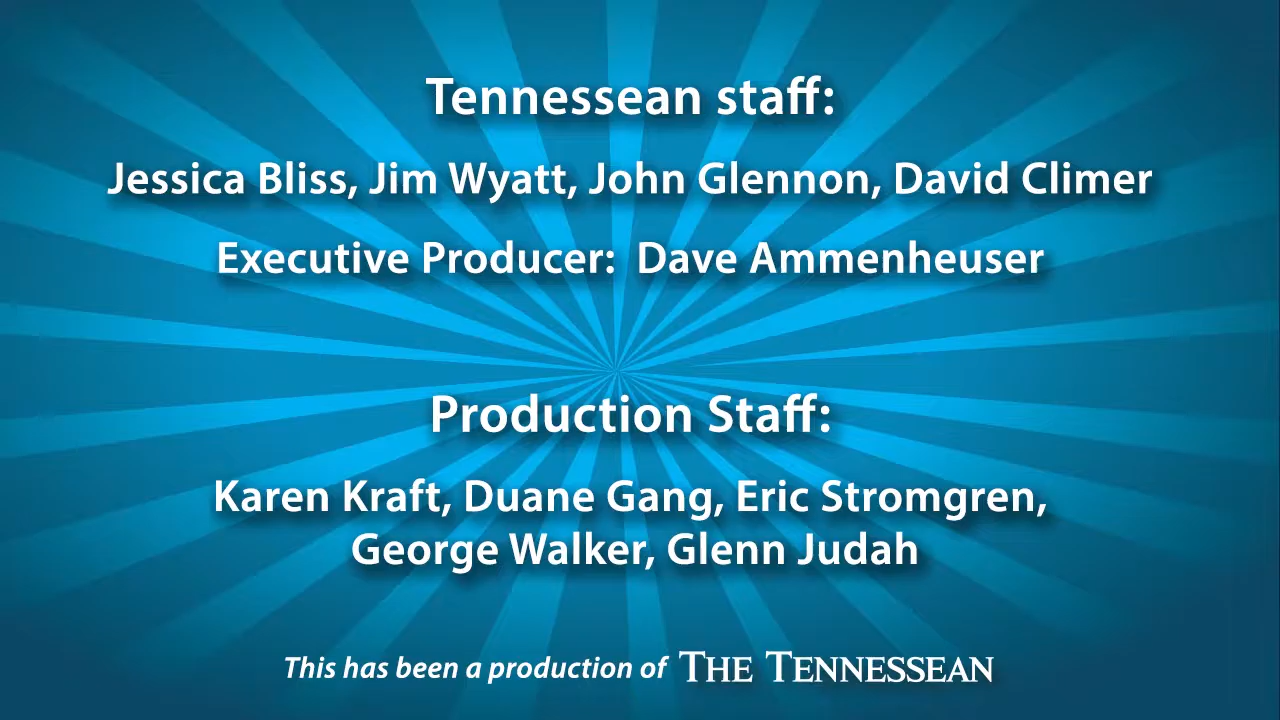 Tennessean staff:
Jessica Bliss, Jim Wyatt, John Glennon, David Climer
Executive Producer:  Dave Ammenheuser
Production Staff:
Karen Kraft, Duane Gang, Eric Stromgren,
George Walker, Glenn Judah
This has been a production of THE TENNESSEAN